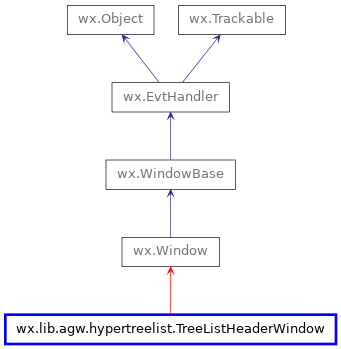 wx.Object
wx.Trackable
wx.EvtHandler
wx.WindowBase
wx.Window
wx.lib.agw.hypertreelist.TreeListHeaderWindow